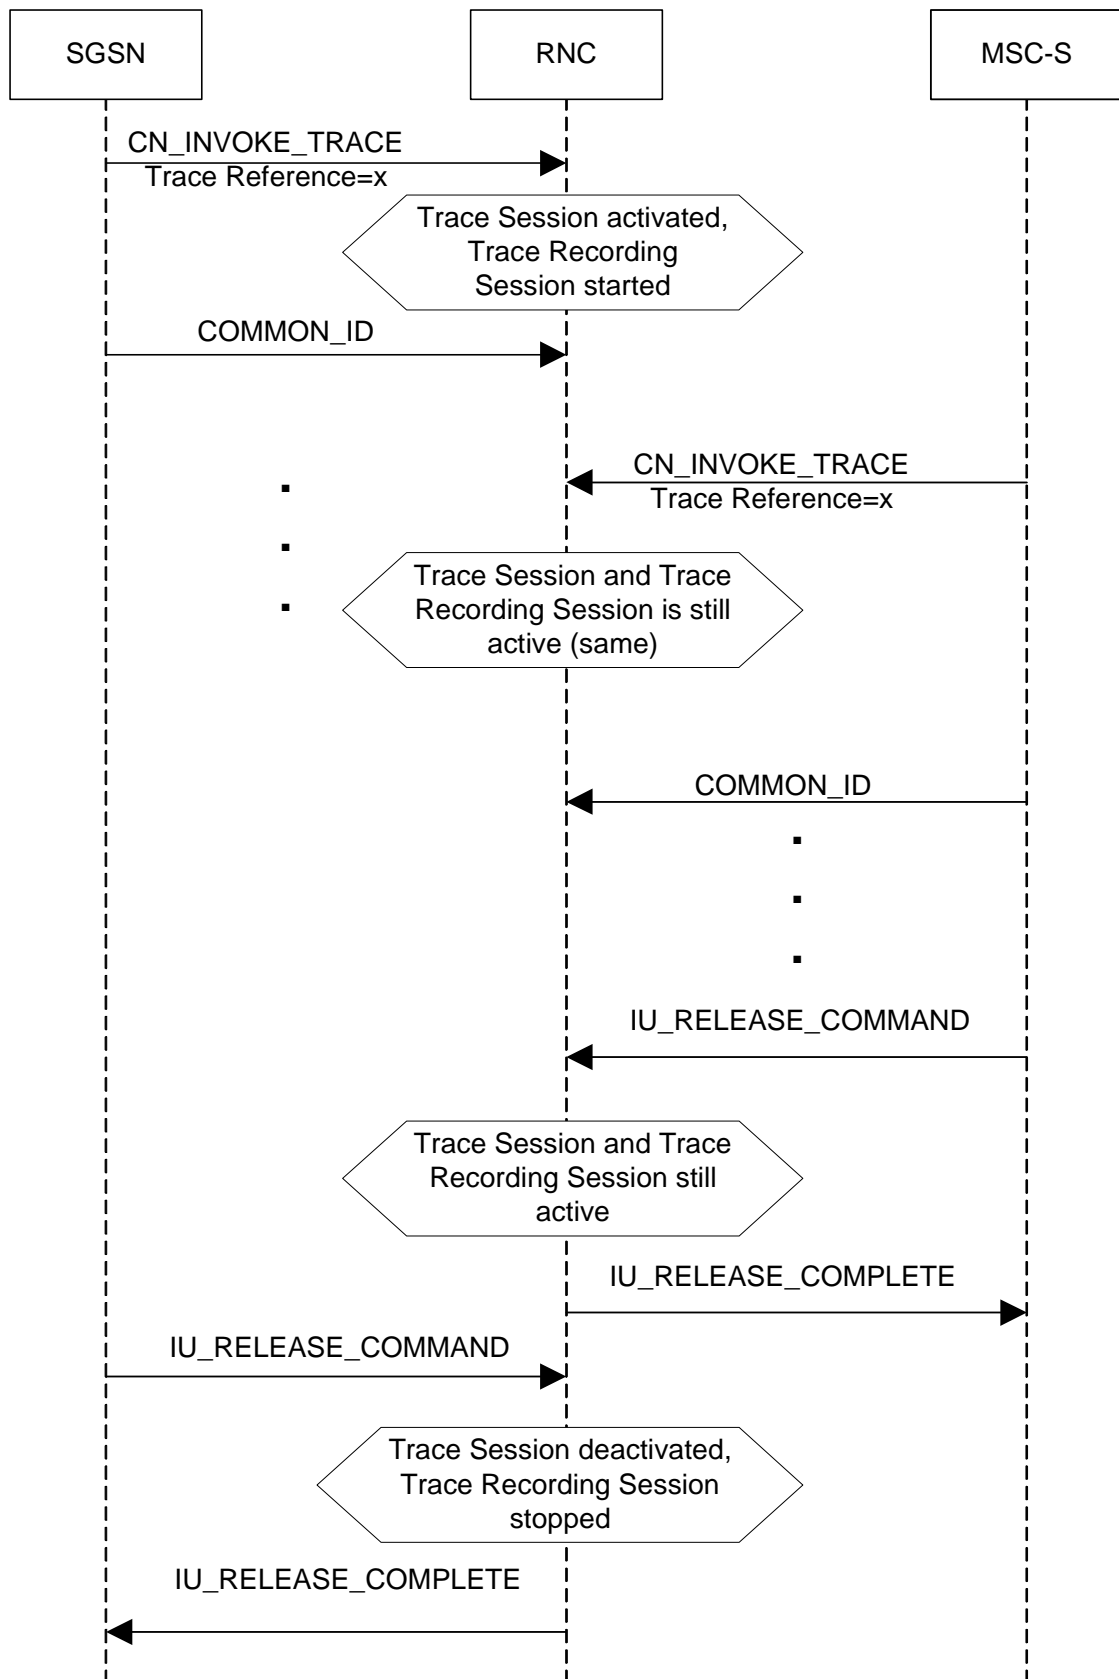 SGSN
RNC
MSC-S
CN_INVOKE_TRACE
Trace Reference=x
Trace Session activated,
Trace Recording
Session started
COMMON_ID
CN_INVOKE_TRACE
Trace Reference=x
Trace Session and Trace
Recording Session is still
active (same)
COMMON_ID
IU_RELEASE_COMMAND
Trace Session and Trace
Recording Session still
active
IU_RELEASE_COMPLETE
IU_RELEASE_COMMAND
Trace Session deactivated,
Trace Recording Session
stopped
IU_RELEASE_COMPLETE